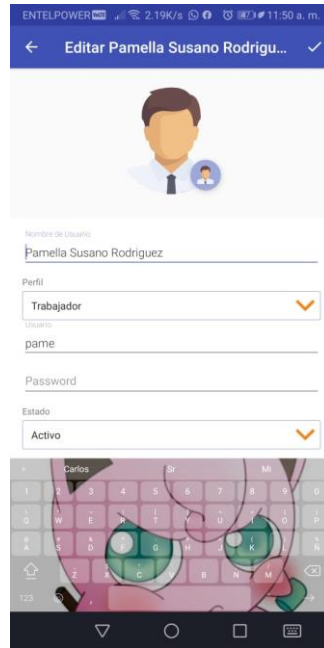 ENTELPOWER 2.19K/s 11:50 a. m.
Editar Pamella Susano Rodrigu...
Nombre de Usuario
Pamella Susano Rodriguez
Perfil
Trabajador
Usuario
pame
Password
Estado
Activo
Carlos Sr Mi
1 2 3 4 5 6 7 8 9 0
Q W E R T Y U I O P
A S D F G H J K L Ñ
Z X C V B N M
123 ,